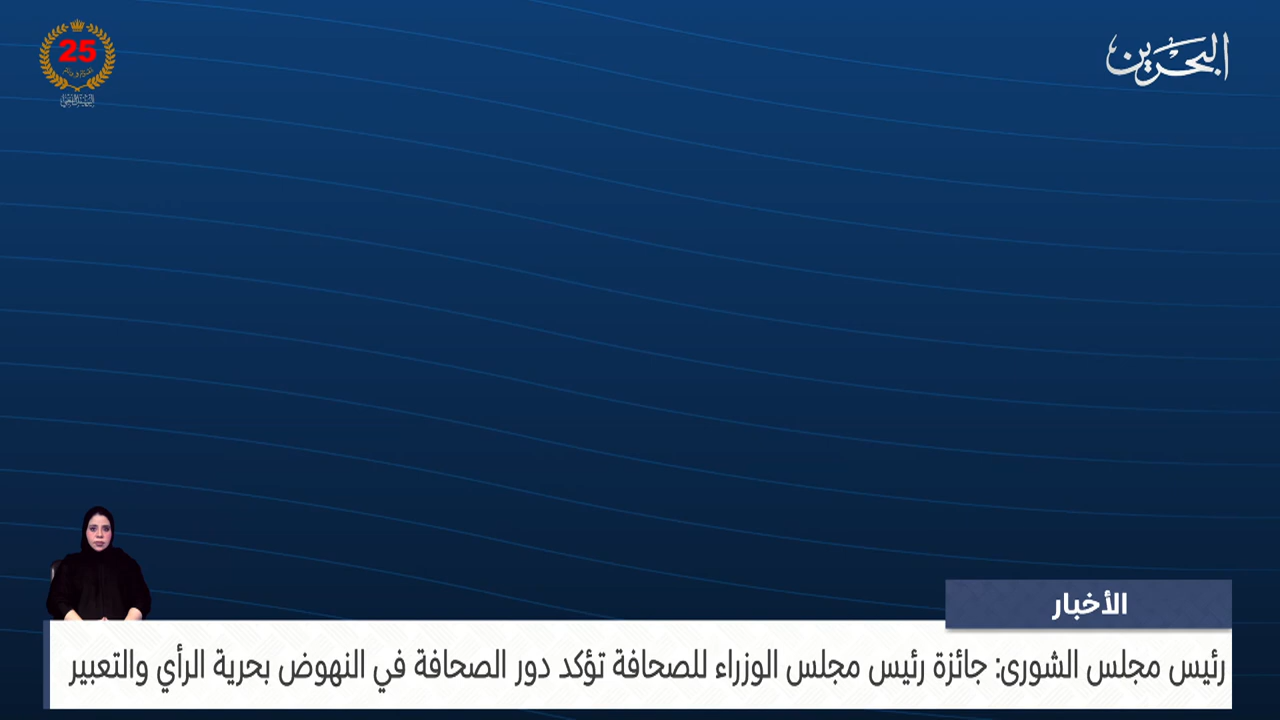 25
البحرين
الأخبار
رئيس مجلس الشورى: جائزة رئيس مجلس الوزراء للصحافة تؤكد دور الصحافة في النهوض بحرية الرأي والتعبير